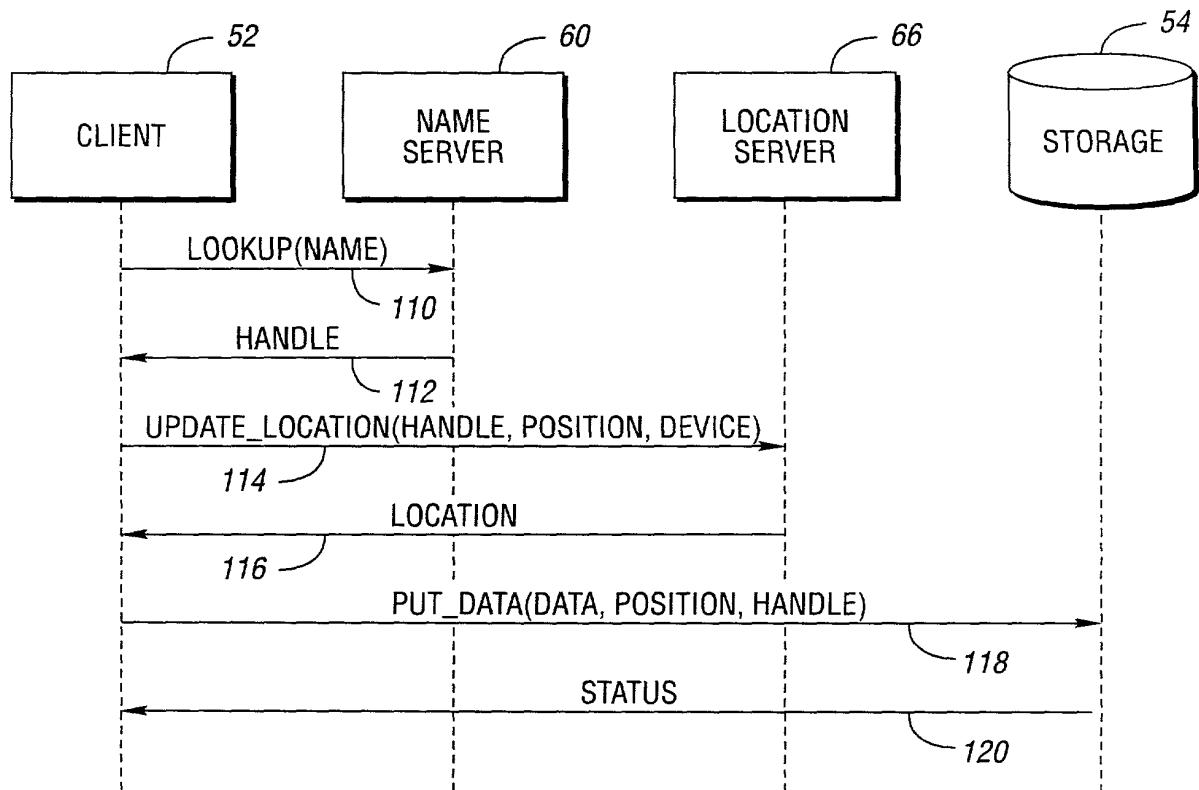 52
60
66
54
CLIENT
NAME
SERVER
LOCATION
SERVER
STORAGE
LOOKUP(NAME)
110
HANDLE
112
UPDATE_LOCATION(HANDLE, POSITION, DEVICE)
114
LOCATION
116
PUT_DATA(DATA, POSITION, HANDLE)
118
STATUS
120